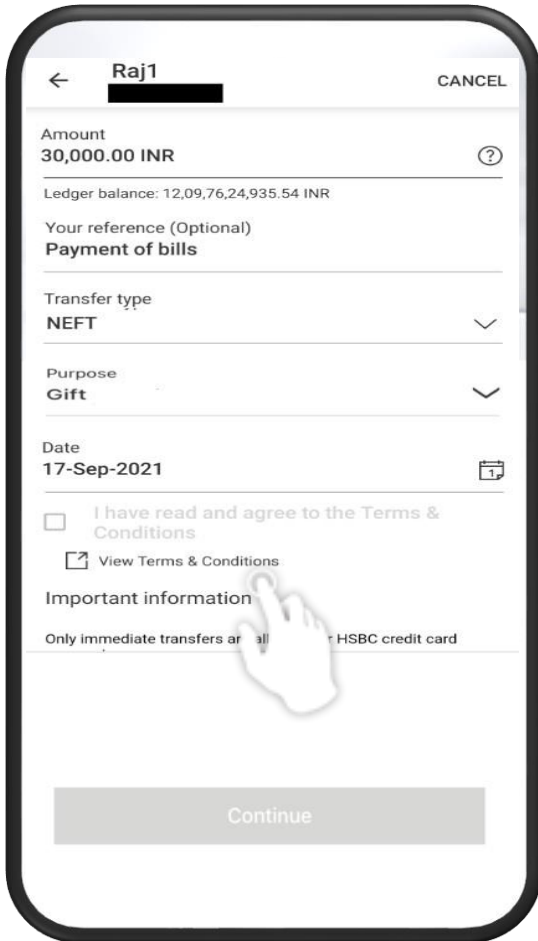 Raj1
CANCEL
Amount
30,000.00 INR
Ledger balance: 12,09,76,24,935.54 INR
Your reference (Optional)
Payment of bills
Transfer type
NEFT
Purpose
Gift
Date
17-Sep-2021
1
I have read and agree to the Terms &
Conditions
View Terms & Conditions
Important information
Only immediate transfers HSBC credit card
Continue